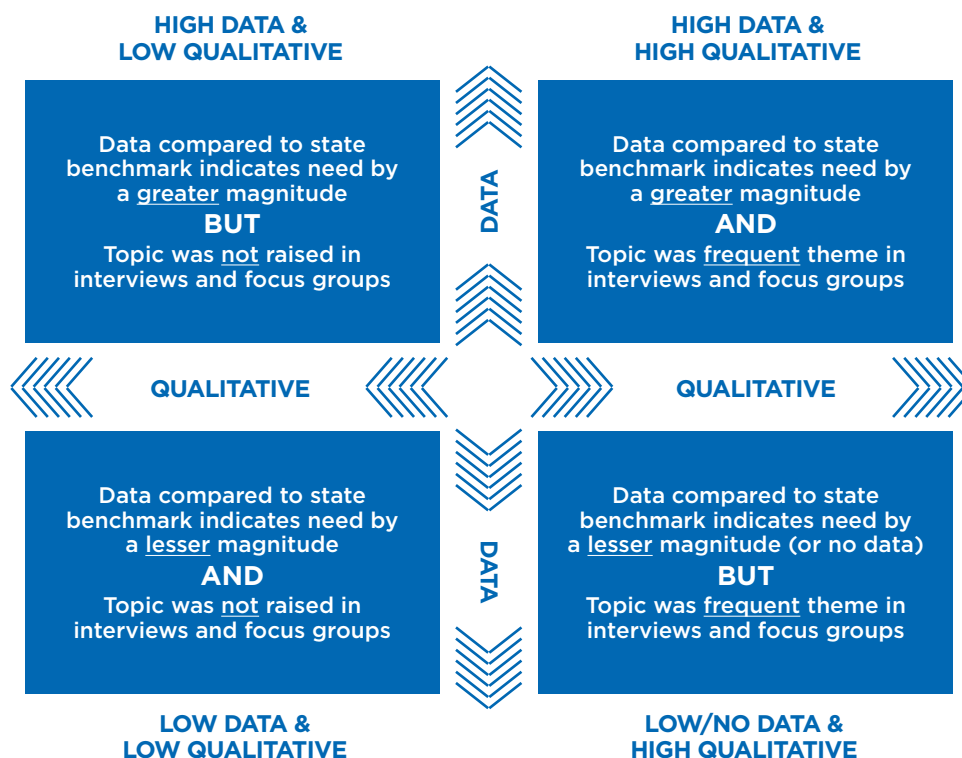 HIGH DATA &
LOW QUALITATIVE
HIGH DATA &
HIGH QUALITATIVE
Data compared to state
benchmark indicates need by
a greater magnitude
BUT
Topic was not raised in
interviews and focus groups
DATA
Data compared to state
benchmark indicates need by
a greater magnitude
AND
Topic was frequent theme in
interviews and focus groups
QUALITATIVE
QUALITATIVE
Data compared to state
benchmark indicates need by
a lesser magnitude
AND
Topic was not raised in
interviews and focus groups
DATA
Data compared to state
benchmark indicates need by
a lesser magnitude (or no data)
BUT
Topic was frequent theme in
interviews and focus groups
LOW DATA &
LOW QUALITATIVE
LOW/NO DATA &
HIGH QUALITATIVE